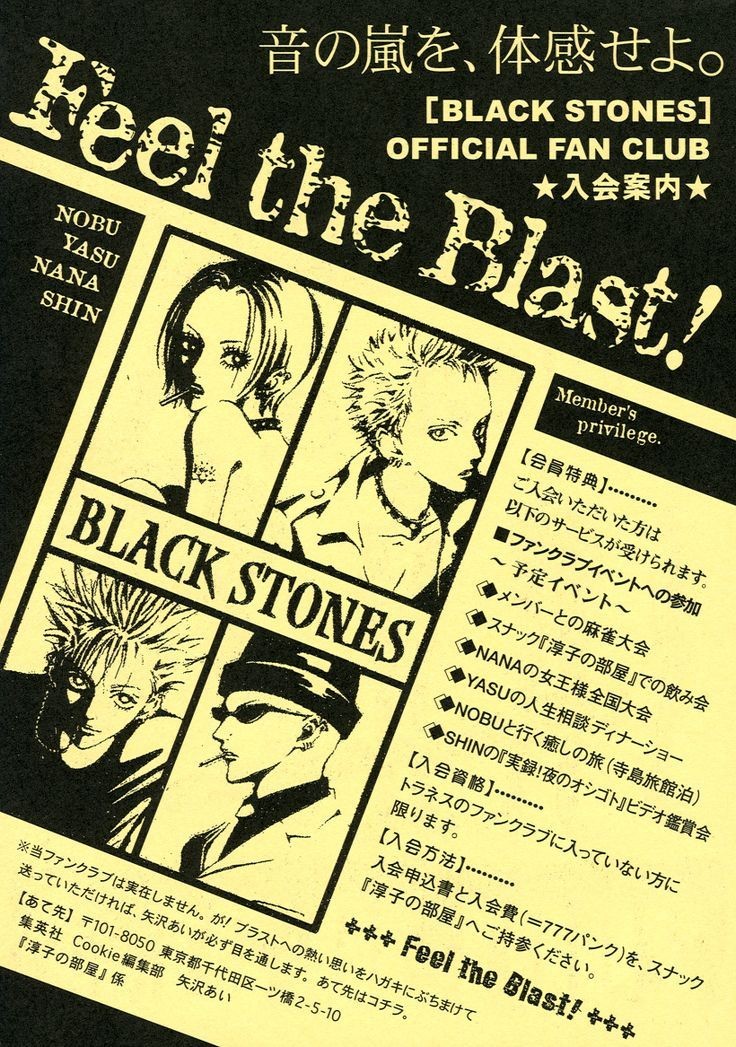 音の嵐を、体感せよ。
[BLACK STONES]
OFFICIAL FAN CLUB
★入会案内★
Feel the Blast!
NOBU
YASU
NANA
SHIN
BLACK STONES
Member's
privilege.
【会員特典】………
ご入会いただいた方は
以下のサービスが受けられます。
■ファンクラブイベントへの参加
～予定イベント～
◆メンバーとの麻雀大会
◆スナック『淳子の部屋』での飲み会
◆NANAの女王様全国大会
◆YASUの人生相談ディナーショー
◆NOBUと行く癒しの旅(寺島旅館泊)
◆SHINの『実録!夜のオシゴト』ビデオ鑑賞会
【入会資格】………
トラネスのファンクラブに入っていない方に
限ります。
【入会方法】………
入会申込書と入会費(=777パンク)を、スナック
『淳子の部屋』へご持参ください。
+++ Feel the Blast! +++
※当ファンクラブは実在しません。が!ブラストへの熱い思いをハガキにぶちまけて
送っていただければ、矢沢あいが必ず目を通します。あて先はコチラ。
【あて先】〒101-8050 東京都千代田区一ツ橋2-5-10
集英社 Cookie編集部 矢沢あい
『淳子の部屋』係